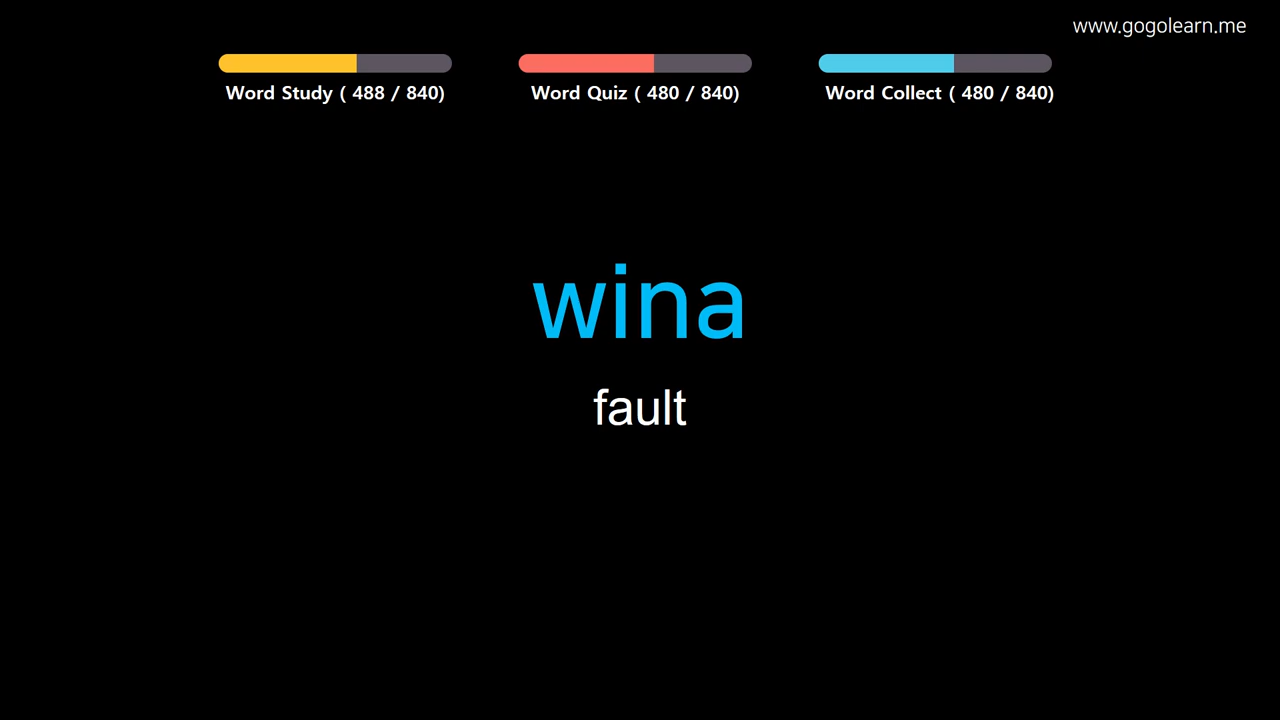 www.gogolearn.me
Word Study ( 488 / 840)
Word Quiz ( 480 / 840)
Word Collect ( 480 / 840)
wina
fault